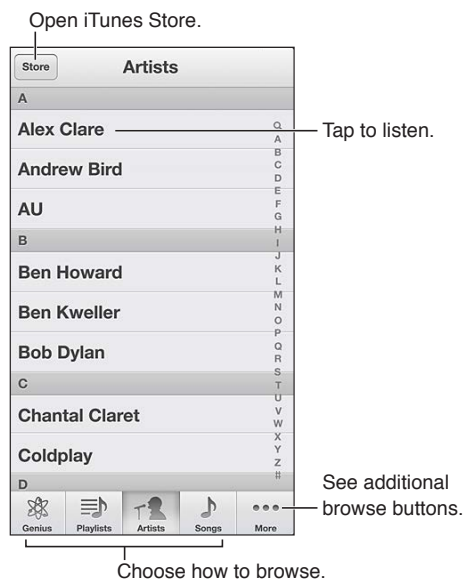 Open iTunes Store.
Store
Artists
A
Alex Clare
Tap to listen.
Andrew Bird
AU
B
Ben Howard
Ben Kweller
Bob Dylan
C
Chantal Claret
Coldplay
D
Q
A
B
C
D
E
F
G
H
I
J
K
L
M
N
O
P
Q
R
S
T
U
V
W
X
Y
Z
#
See additional
browse buttons.
Genius
Playlists
Artists
Songs
More
Choose how to browse.